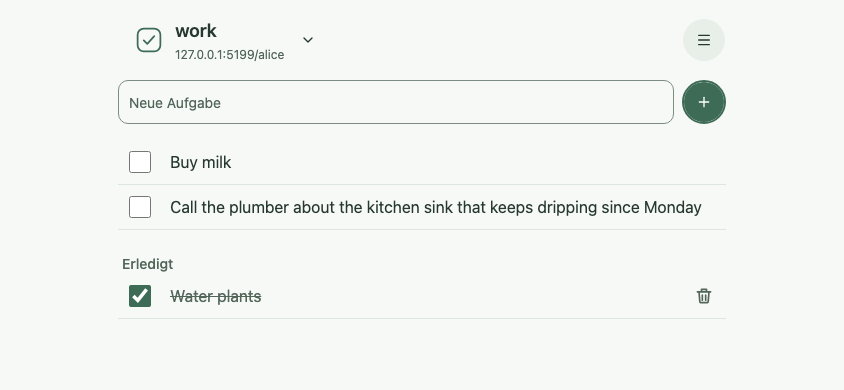 work
127.0.0.1:5199/alice
Neue Aufgabe
Buy milk
Call the plumber about the kitchen sink that keeps dripping since Monday
Erledigt
Water plants